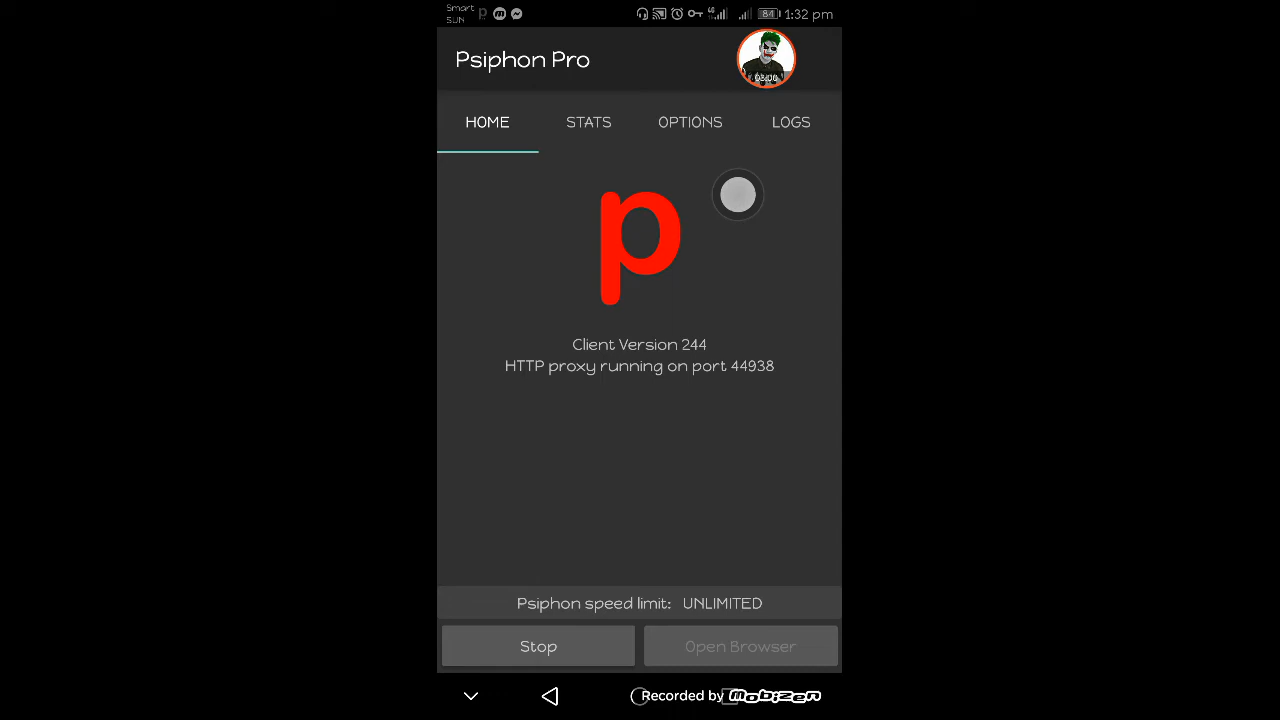 Smart
SUN
84
1:32 pm
Psiphon Pro
HOME
STATS
OPTIONS
LOGS
p
Client Version 244
HTTP proxy running on port 44938
Psiphon speed limit: UNLIMITED
Stop
Open Browser
Recorded by Mobizen